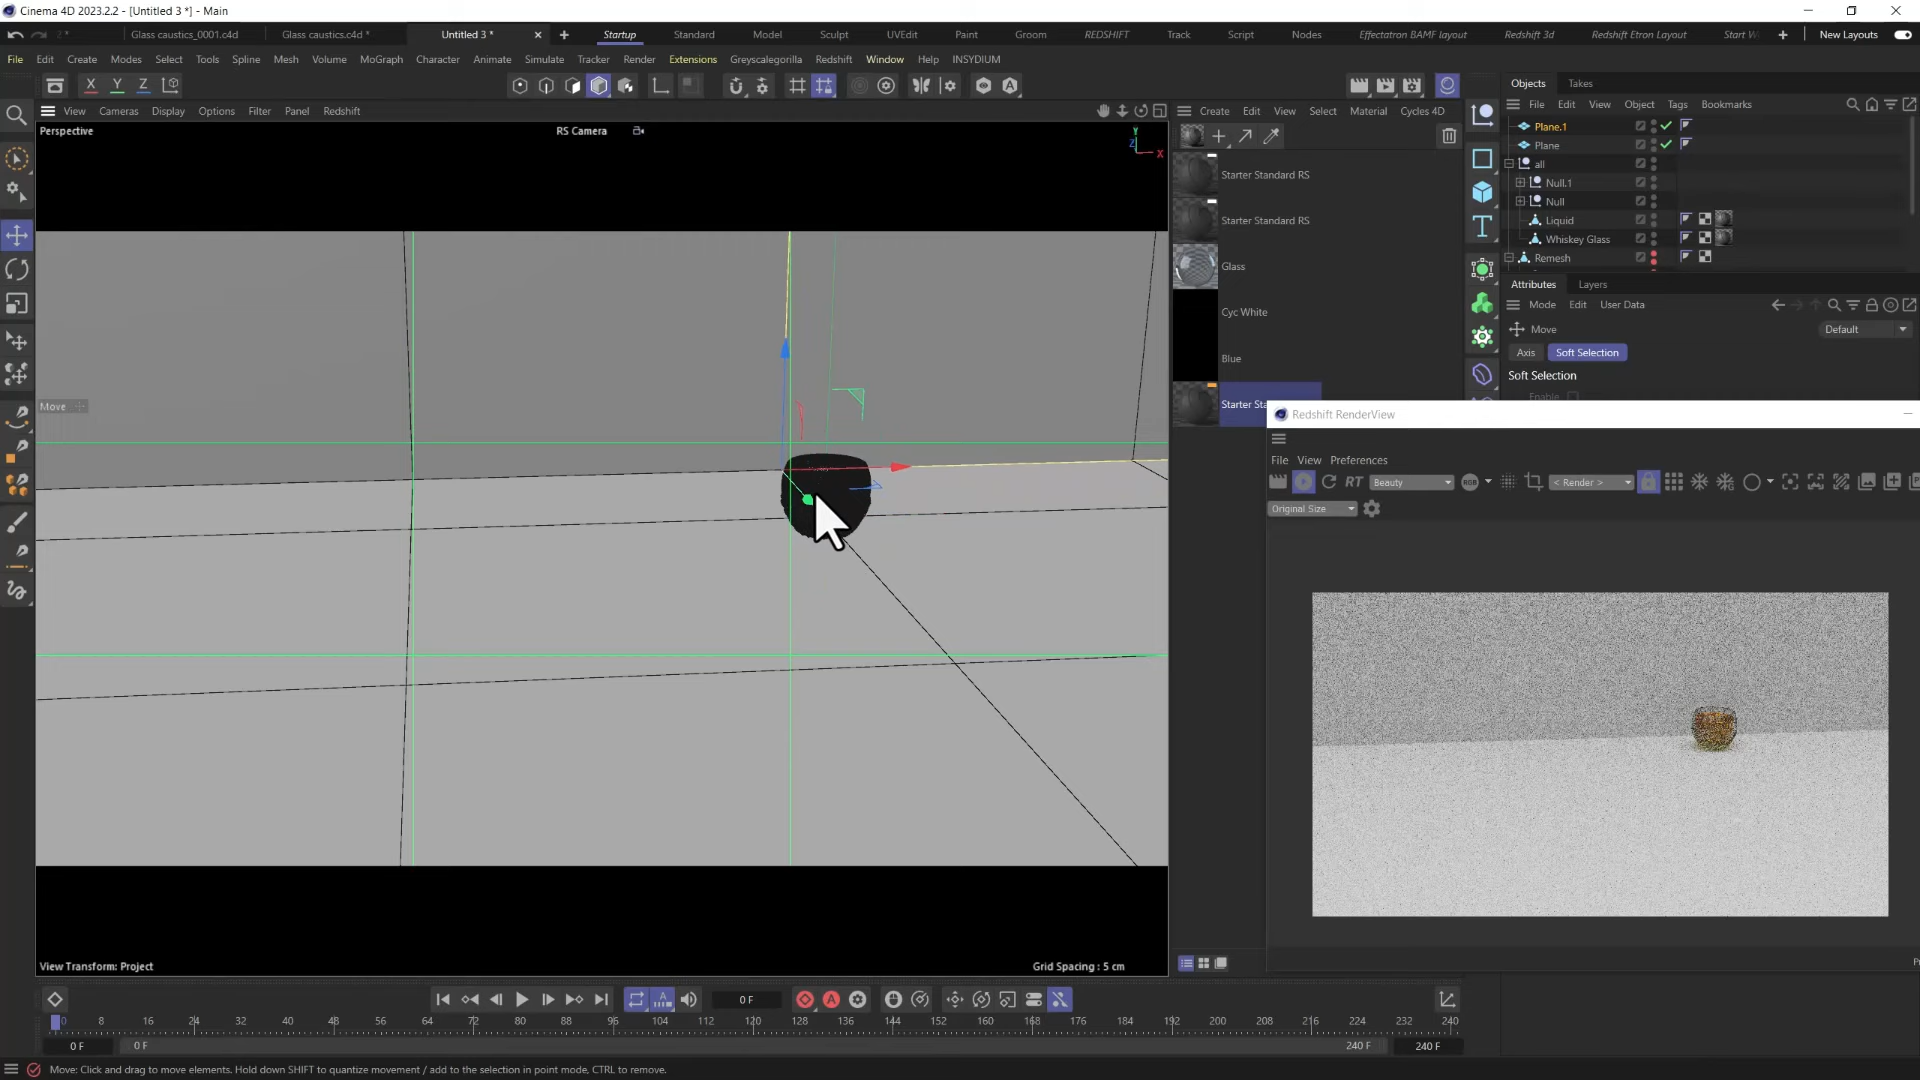 Cinema 4D 2023.2.2 - [Untitled 3 *] - Main
Glass caustics_0001.c4d
Glass caustics.c4d *
Untitled 3 *
Startup
Standard
Model
Sculpt
UVEdit
Paint
Groom
REDSHIFT
Track
Script
Nodes
Effectatron BAMF layout
Redshift 3d
Redshift Etron Layout
Start W
New Layouts
File Edit Create Modes Select Tools Spline Mesh Volume MoGraph Character Animate Simulate Tracker Render Extensions Greyscalegorilla Redshift Window Help INSYDIUM
X Y Z
Objects Takes
View Cameras Display Options Filter Panel Redshift
Create Edit View Select Material Cycles 4D
File Edit View Object Tags Bookmarks
Perspective
RS Camera
Y
Z
X
Plane.1
Plane
all
Null.1
Null
Liquid
Whiskey Glass
Remesh
Starter Standard RS
Starter Standard RS
Glass
Cyc White
Blue
Starter Sta
Attributes Layers
Mode Edit User Data
Move
Default
Axis Soft Selection
Soft Selection
Enable
Move
Redshift RenderView
File View Preferences
RT
Beauty
RGB
< Render >
Original Size
View Transform: Project
Grid Spacing : 5 cm
0 F
0 8 16 24 32 40 48 56 64 72 80 88 96 104 112 120 128 136 144 152 160 168 176 184 192 200 208 216 224 232 240
0 F
0 F
240 F
240 F
Move: Click and drag to move elements. Hold down SHIFT to quantize movement / add to the selection in point mode, CTRL to remove.